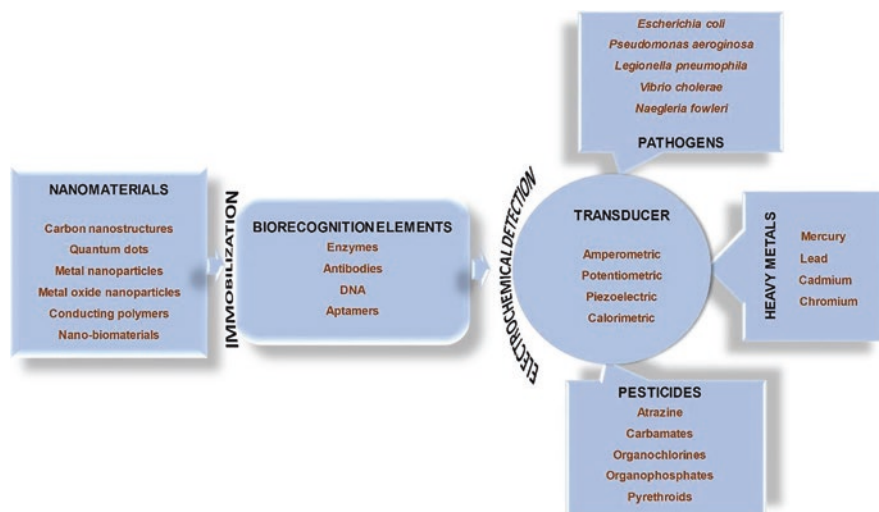 NANOMATERIALS
Carbon nanostructures
Quantum dots
Metal nanoparticles
Metal oxide nanoparticles
Conducting polymers
Nano-biomaterials
IMMOBILIZATION
BIORECOGNITION ELEMENTS
Enzymes
Antibodies
DNA
Aptamers
ELECTROCHEMICAL DETECTION
TRANSDUCER
Amperometric
Potentiometric
Piezoelectric
Calorimetric
Escherichia coli
Pseudomonas aeroginosa
Legionella pneumophila
Vibrio cholerae
Naegleria fowleri
PATHOGENS
HEAVY METALS
Mercury
Lead
Cadmium
Chromium
PESTICIDES
Atrazine
Carbamates
Organochlorines
Organophosphates
Pyrethroids